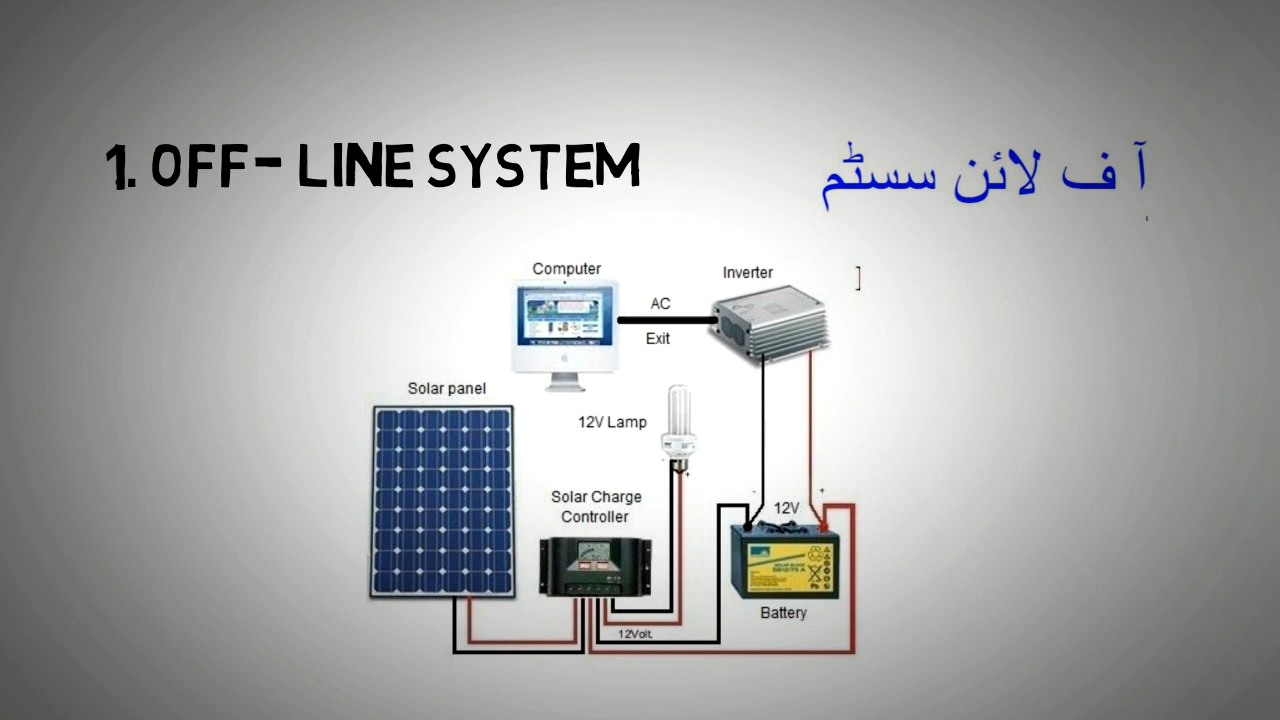 1. OFF- LINE SYSTEM
آ ف لائن سسٹم
Computer
Inverter
]
AC
Exit
Solar panel
12V Lamp
-
+
Solar Charge
Controller
-
+
12V
Battery
12Volt.